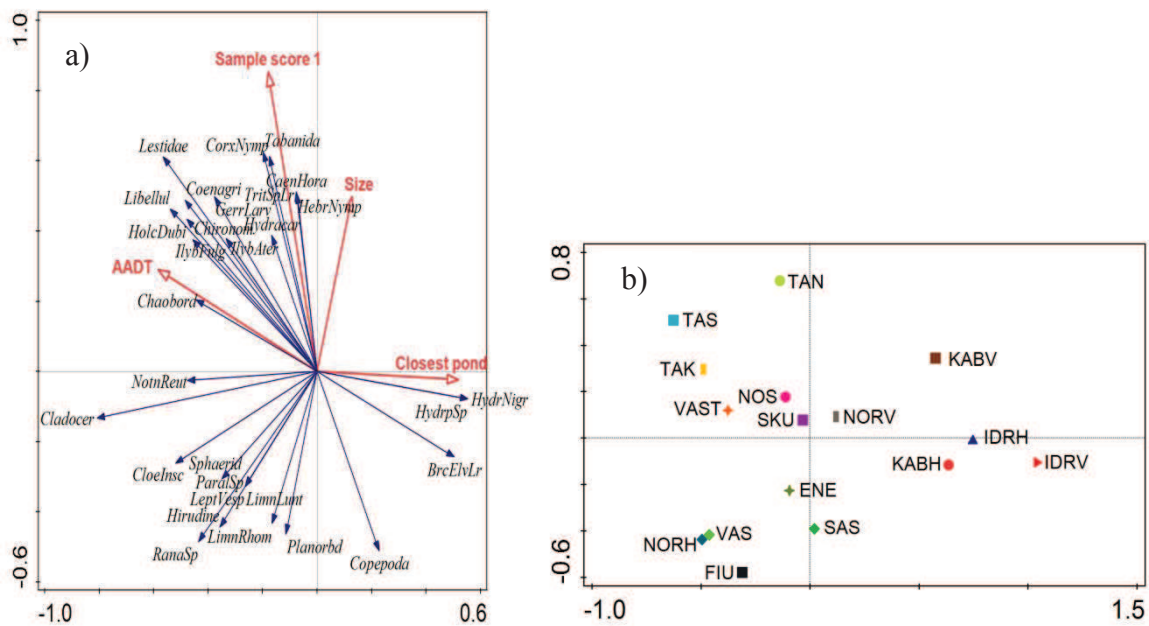 1.0
a)
Sample score 1
Lestidae
CorxNymp
Tabanida
CaenHora
Size
Coenagri
TritSpLr
Libellul
GerrLarv
HebrNymp
HolcDubi
Chironom.
Hydracar
IlybFulg
IlybAter
AADT
Chaobord
Closest pond
NotnReut
HydrNigr
HydrpSp
Cladocer
BrcElvLr
CloeInsc
Sphaerid
ParalSp
LeptVesp
LimnLunt
Hirudine
LimnRhom
RanaSp
Planorbd
Copepoda
-0.6
-1.0
0.6
0.8
b)
TAN
TAS
KABV
TAK
NOS
VAST
SKU
NORV
IDRH
KABH
IDRV
ENE
SAS
VAS
NORH
FIU
-0.6
-1.0
1.5